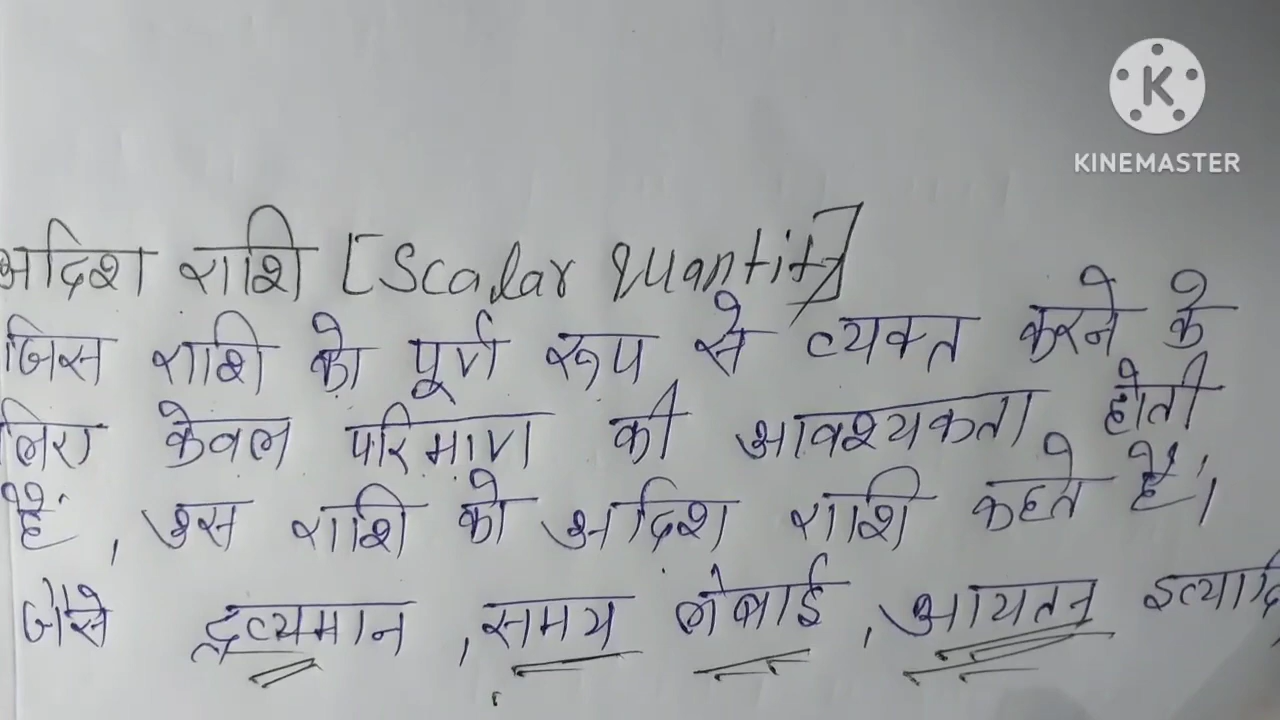 KINEMASTER
अदिश राशि [Scalar quantity]
जिस राशि को पूर्ण रूप से व्यक्त करने के
लिए केवल परिमाण की आवश्यकता होती
हैं, उस राशि को अदिश राशि कहते हैं।
जैसे द्रव्यमान, समय लंबाई, आयतन इत्यादि